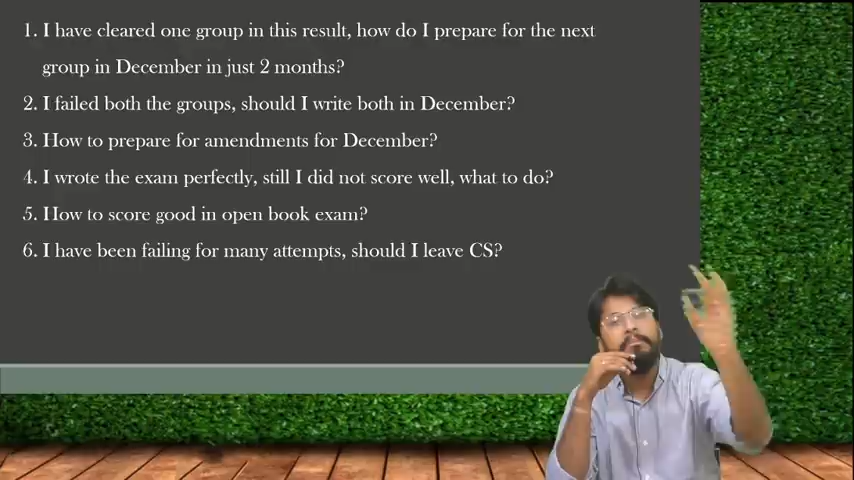 1. I have cleared one group in this result, how do I prepare for the next
group in December in just 2 months?
2. I failed both the groups, should I write both in December?
3. How to prepare for amendments for December?
4. I wrote the exam perfectly, still I did not score well, what to do?
5. How to score good in open book exam?
6. I have been failing for many attempts, should I leave CS?